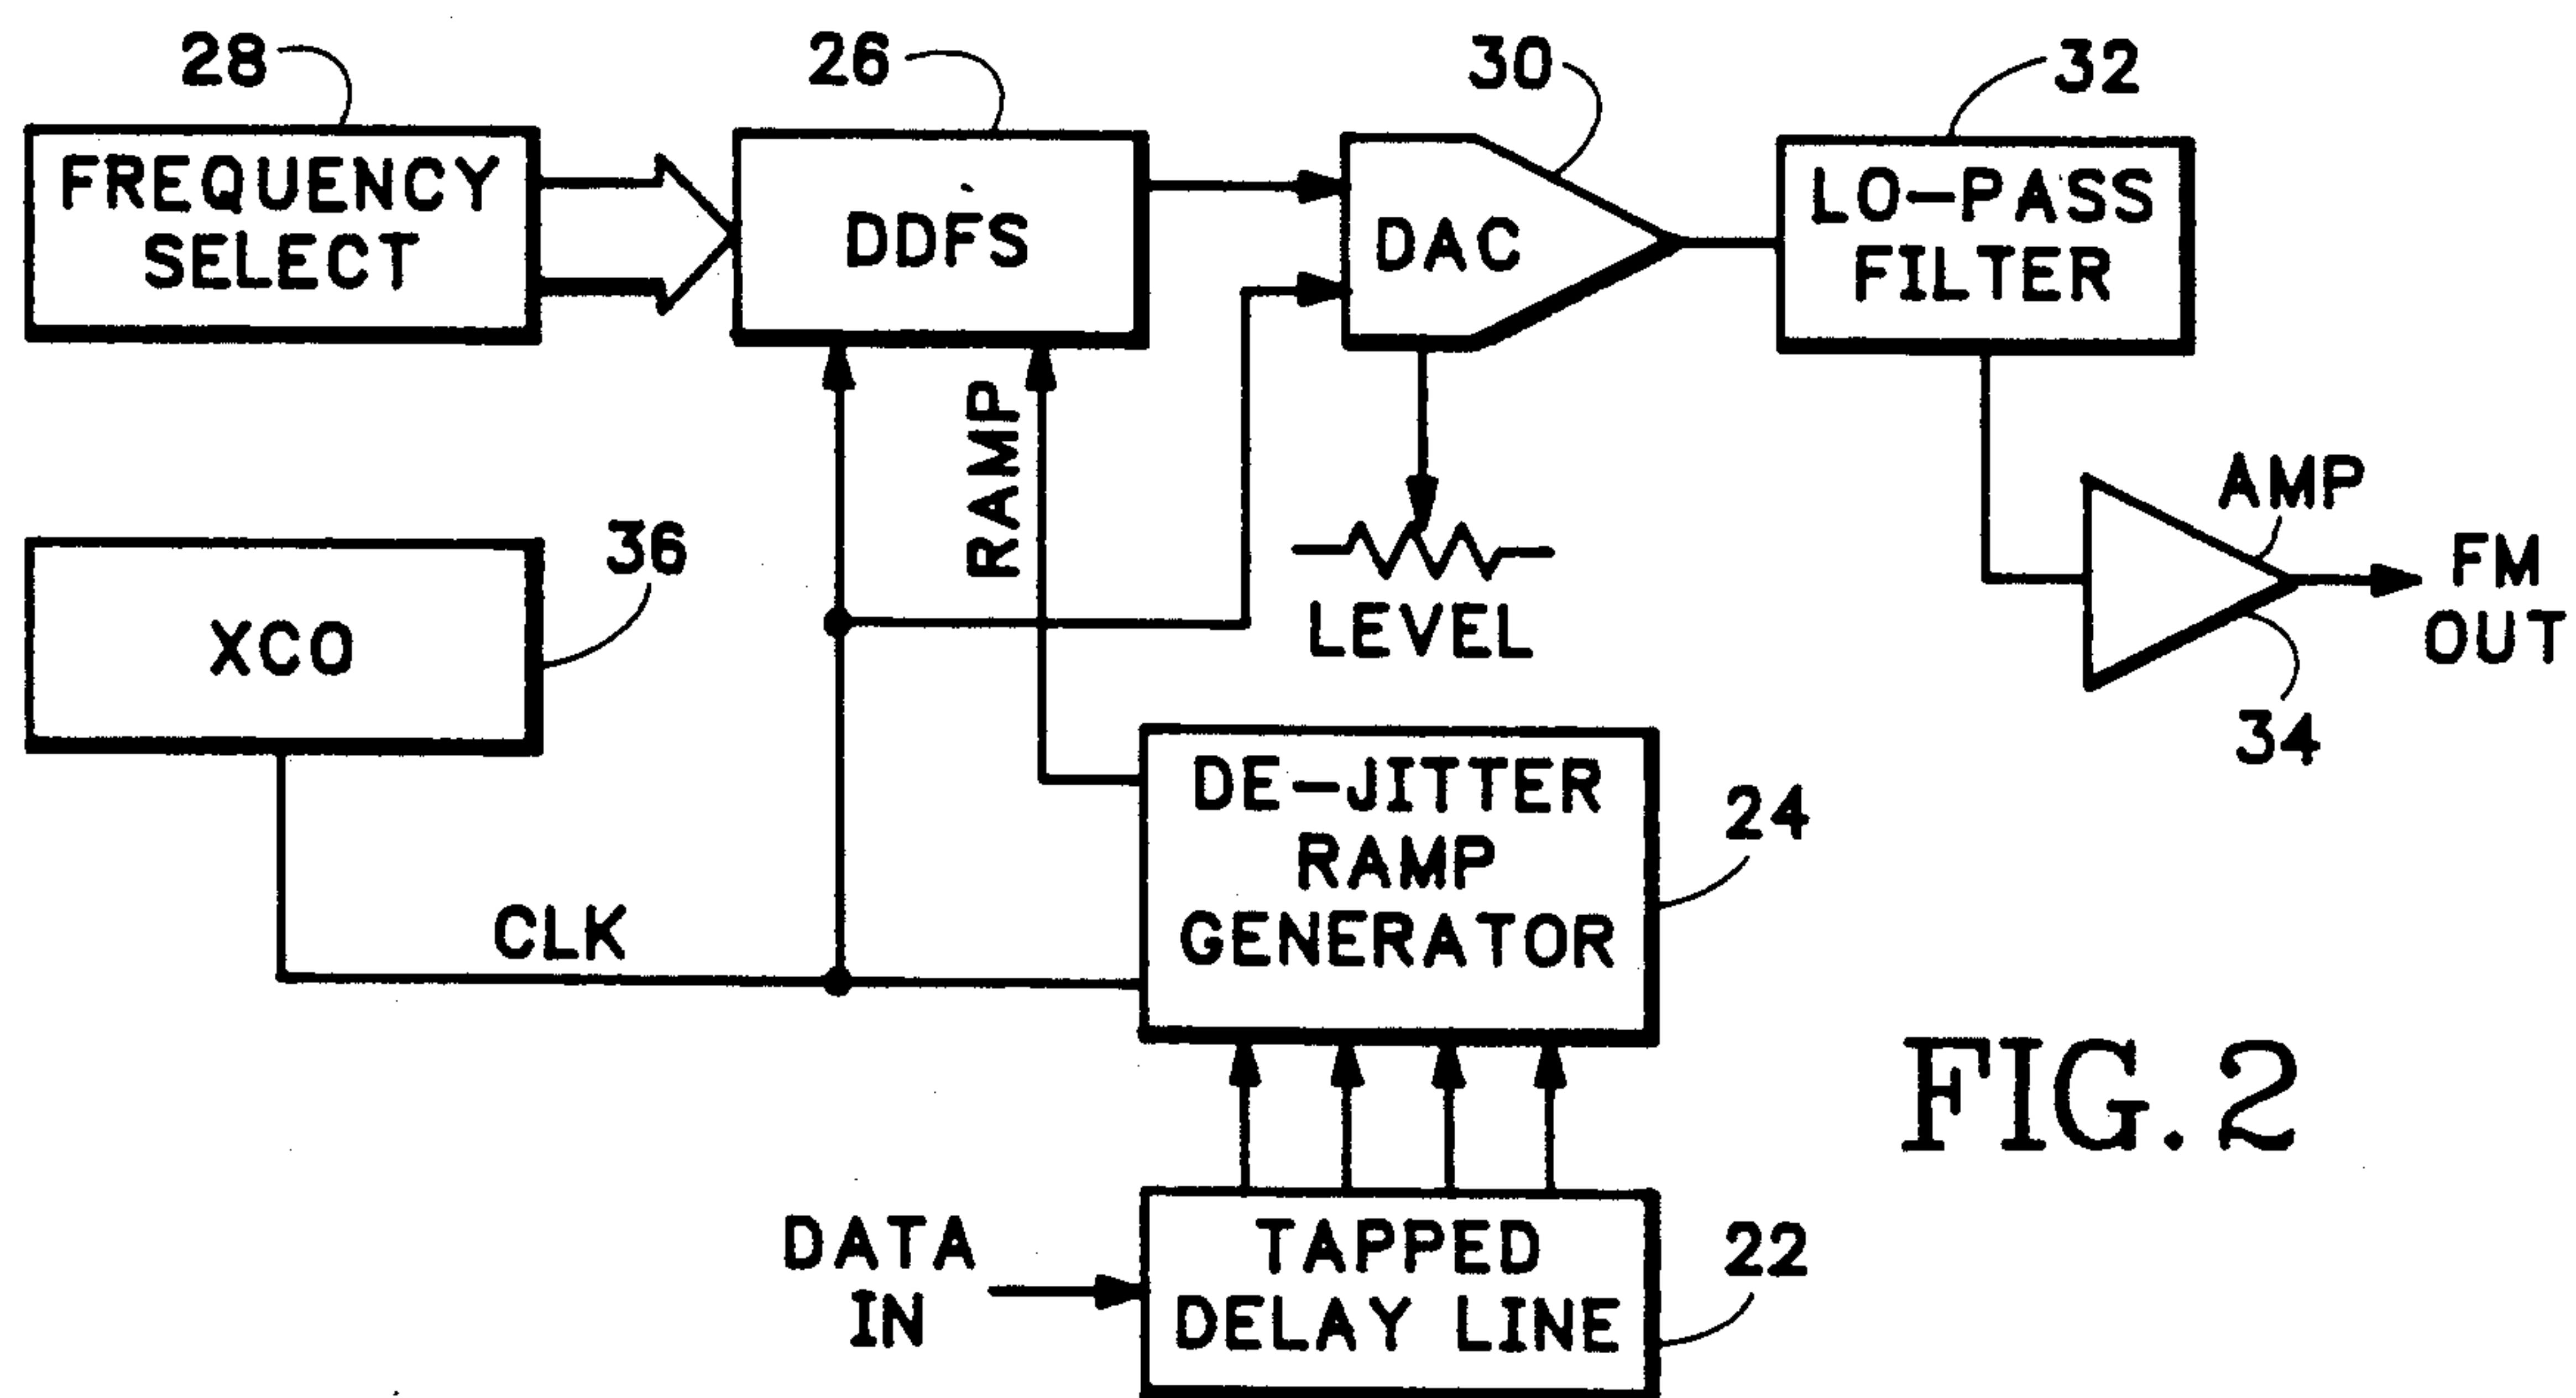 28
26
30
32
FREQUENCY
SELECT
DDFS
DAC
LO-PASS
FILTER
RAMP
AMP
XCO
36
LEVEL
FM
OUT
34
DE-JITTER
RAMP
GENERATOR
24
CLK
FIG. 2
DATA
IN
TAPPED
DELAY LINE
22